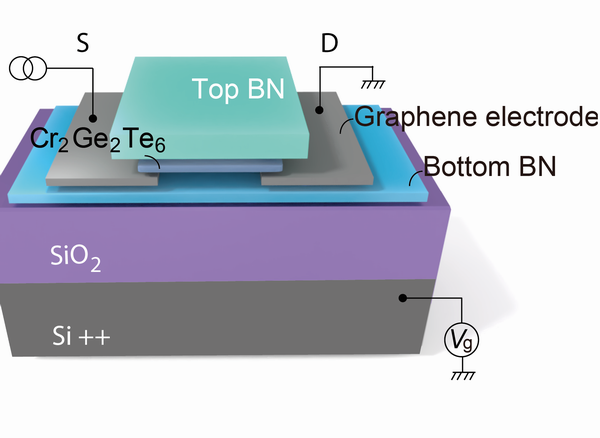 S
D
Top BN
Graphene electrode
Cr₂Ge₂Te₆
Bottom BN
SiO₂
Si ++
Vg